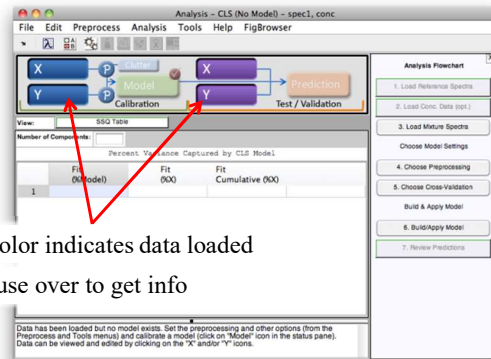 Analysis - CLS (No Model) - spec1, conc
File Edit Preprocess Analysis Tools Help FigBrowser
X P Clutter X
Model Prediction
Y P Y
Calibration Test / Validation
View: SSQ Table
Number of Components:
Percent Variance Captured by CLS Model
Fit Fit Fit
(%Model) (%X) Cumulative (%X)
1
olor indicates data loaded
use over to get info
Data has been loaded but no model exists. Set the preprocessing and other options (from the
Preprocess and Tools menus) and calibrate a model (click on "Model" icon in the status pane).
Data can be viewed and edited by clicking on the "X" and/or "Y" icons.
Analysis Flowchart
1. Load Reference Spectra
2. Load Conc. Data (opt.)
3. Load Mixture Spectra
Choose Model Settings
4. Choose Preprocessing
5. Choose Cross-Validation
Build & Apply Model
6. Build/Apply Model
7. Review Predictions